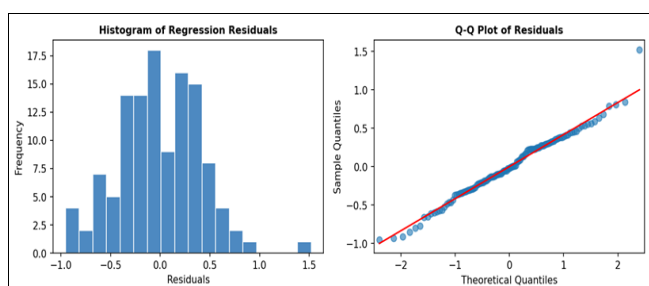 Histogram of Regression Residuals
17.5
15.0
12.5
10.0
7.5
5.0
2.5
0.0
Frequency
−1.0 −0.5 0.0 0.5 1.0 1.5
Residuals
Q-Q Plot of Residuals
1.5
1.0
0.5
0.0
−0.5
−1.0
Sample Quantiles
−2 −1 0 1 2
Theoretical Quantiles